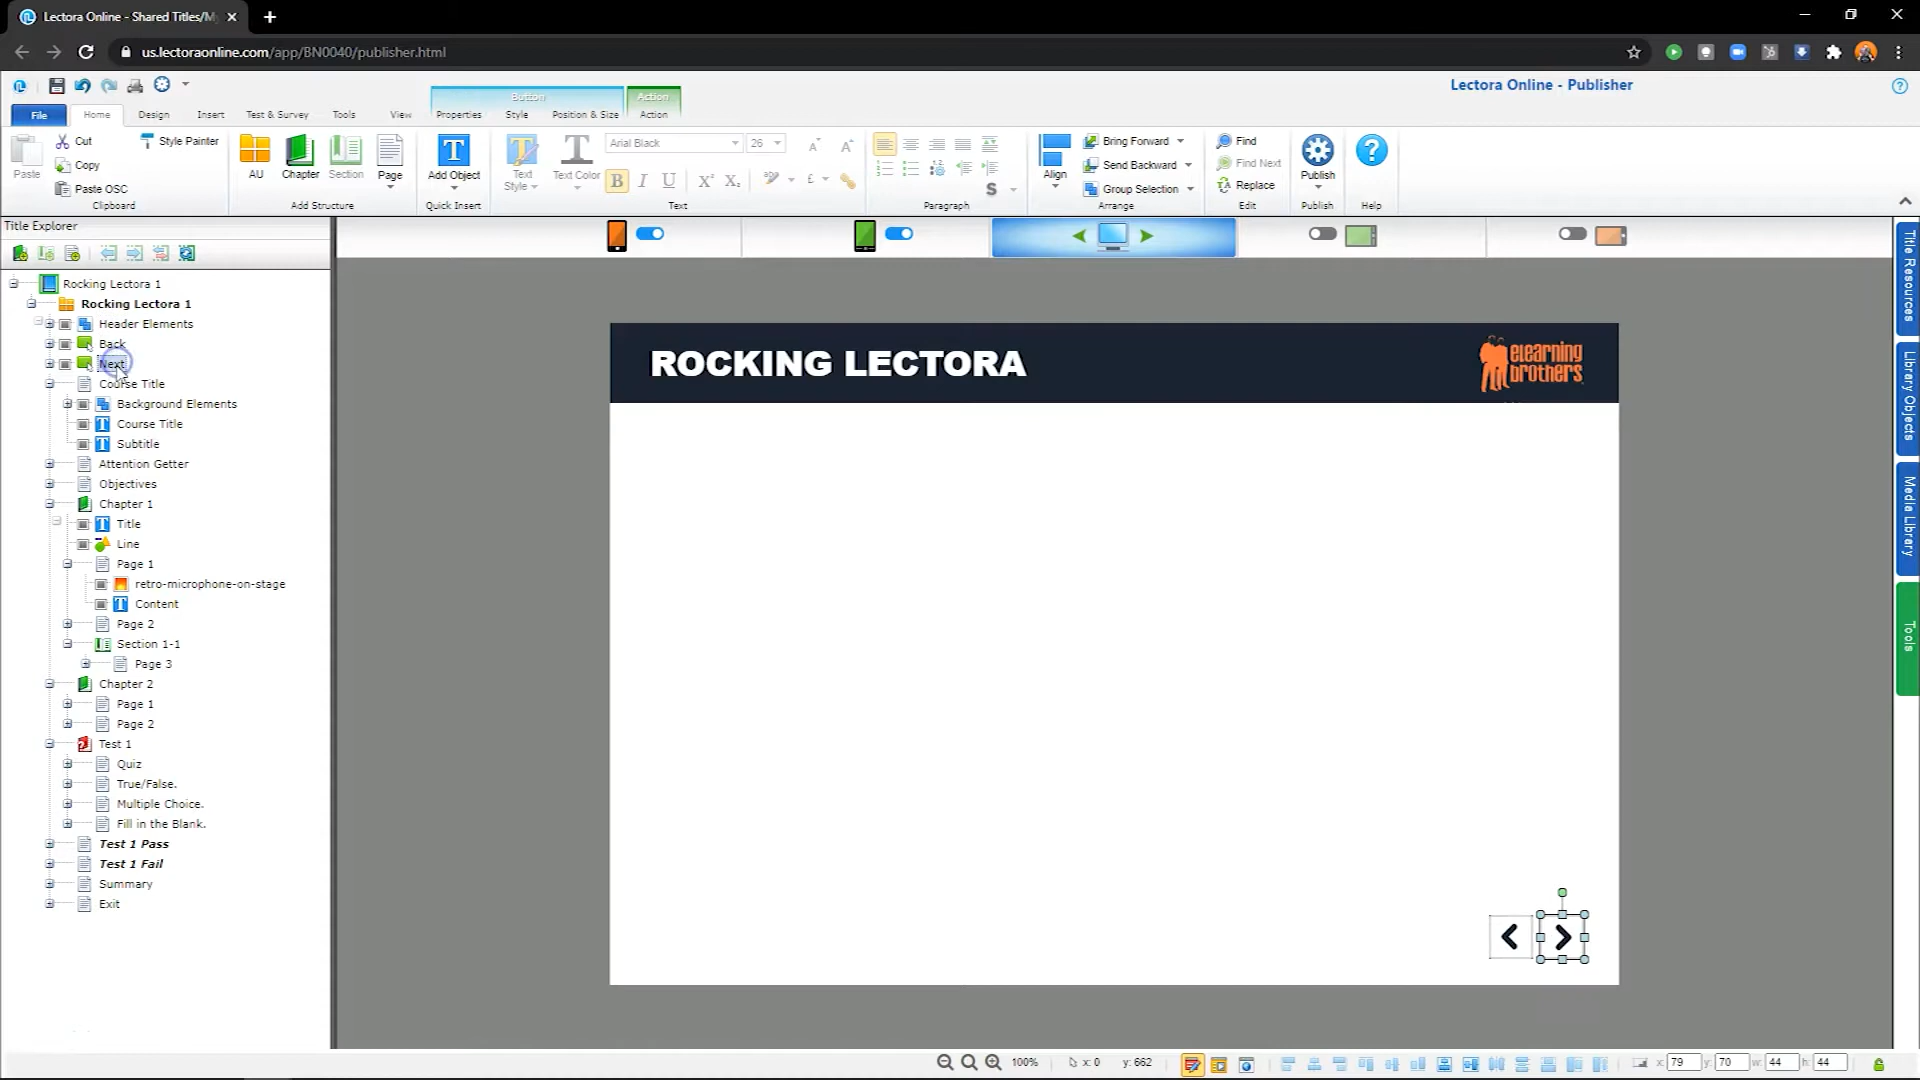 Lectora Online - Shared Titles/M
us.lectoraonline.com/app/BN0040/publisher.html
Lectora Online - Publisher
Button
Action
File
Home
Design
Insert
Test & Survey
Tools
View
Properties
Style
Position & Size
Action
Paste
Cut
Copy
Paste OSC
Style Painter
Clipboard
AU
Chapter
Section
Page
Add Structure
Add Object
Quick Insert
Text Style
Text Color
Arial Black
26
Text
Paragraph
Align
Bring Forward
Send Backward
Group Selection
Arrange
Find
Find Next
Replace
Edit
Publish
Publish
Help
Title Explorer
Rocking Lectora 1
Rocking Lectora 1
Header Elements
Back
Next
Course Title
Background Elements
Course Title
Subtitle
Attention Getter
Objectives
Chapter 1
Title
Line
Page 1
retro-microphone-on-stage
Content
Page 2
Section 1-1
Page 3
Chapter 2
Page 1
Page 2
Test 1
Quiz
True/False.
Multiple Choice.
Fill in the Blank.
Test 1 Pass
Test 1 Fail
Summary
Exit
ROCKING LECTORA
eLearning
brothers
Title Resources
Library Objects
Media Library
Tools
100%
x: 0
y: 662
x: 79
y: 70
w: 44
h: 44